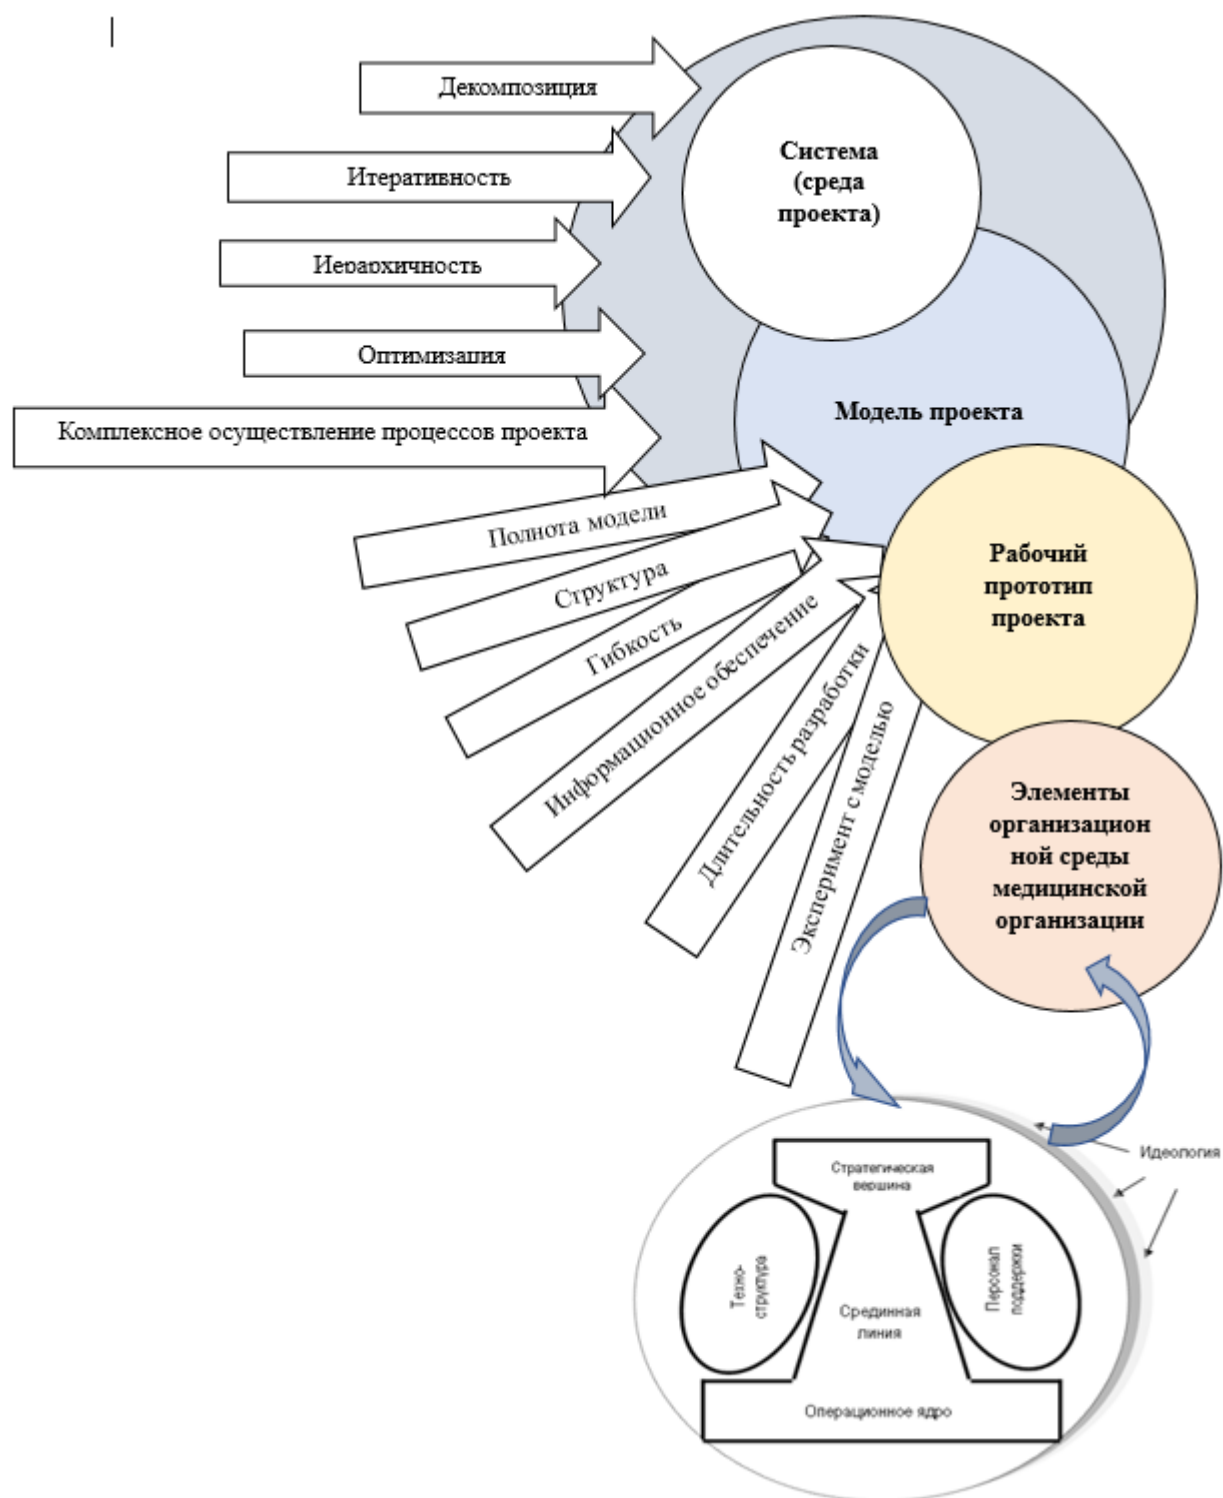 Декомпозиция
Итеративность
Иерархичность
Оптимизация
Комплексное осуществление процессов проекта
Система
(среда
проекта)
Модель проекта
Полнота модели
Структура
Гибкость
Информационное обеспечение
Длительность разработки
Эксперимент с моделью
Рабочий
прототип
проекта
Элементы
организацион
ной среды
медицинской
организации
Идеология
Стратегическая
вершина
Техно-
структура
Срединная
линия
Персонал
поддержки
Операционное ядро